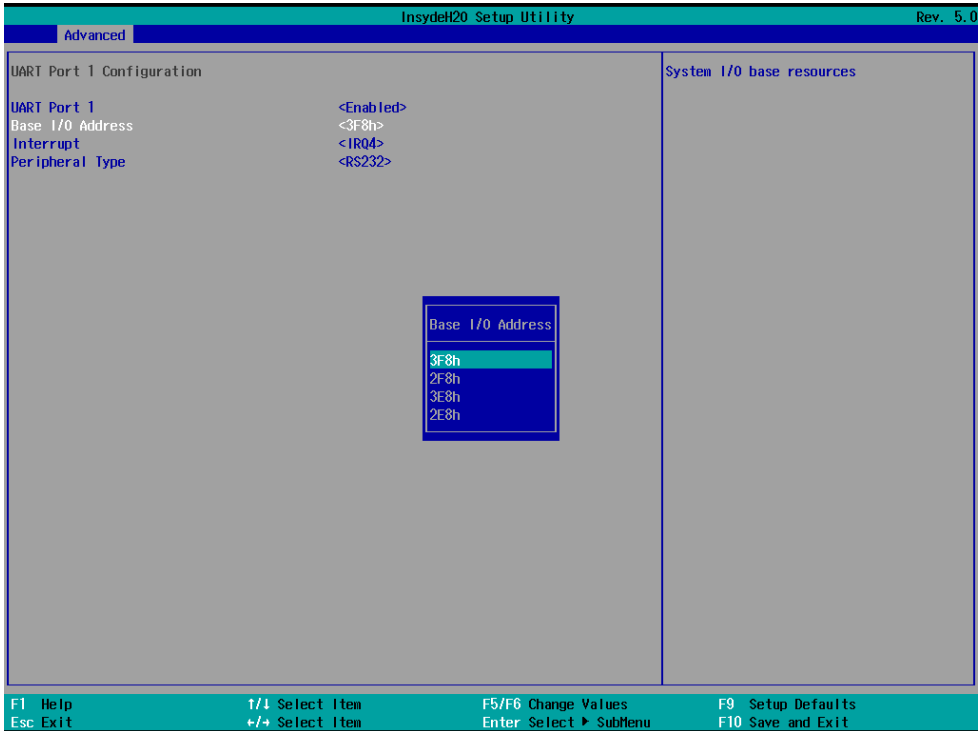 InsydeH20 Setup Utility Rev. 5.0
Advanced
UART Port 1 Configuration
System I/O base resources
UART Port 1 <Enabled>
Base I/O Address <3F8h>
Interrupt <IRQ4>
Peripheral Type <RS232>
Base I/O Address
3F8h
2F8h
3E8h
2E8h
F1 Help ↑/↓ Select Item F5/F6 Change Values F9 Setup Defaults
Esc Exit ←/→ Select Item Enter Select ▶ SubMenu F10 Save and Exit